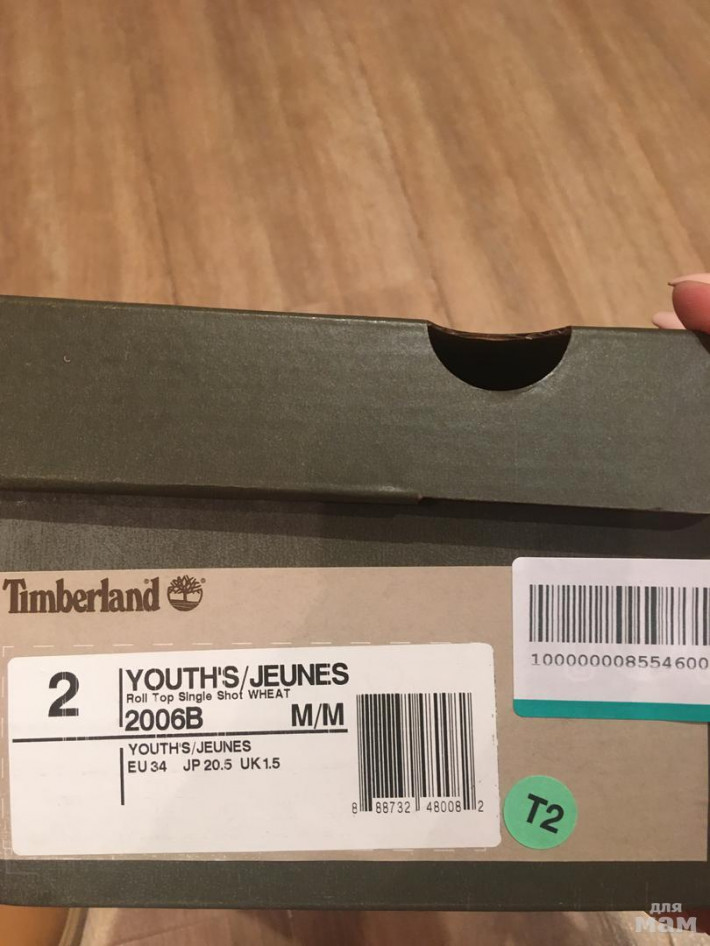 Timberland
1000000008554600
2
YOUTH'S/JEUNES
Roll Top Single Shot WHEAT
2006B M/M
YOUTH'S/JEUNES
EU 34 JP 20.5 UK 1.5
8 88732 48008 2
T2
для
мам